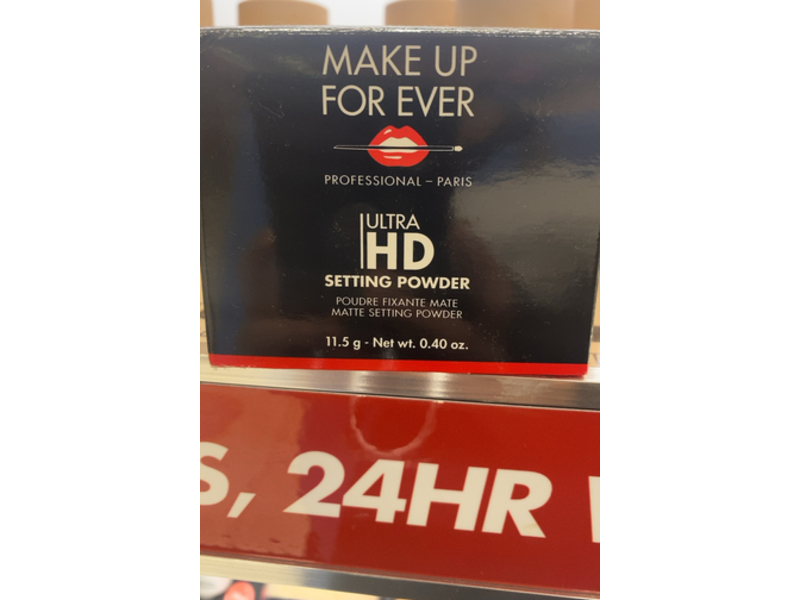 MAKE UP
FOR EVER
PROFESSIONAL – PARIS
ULTRA
HD
SETTING POWDER
POUDRE FIXANTE MATE
MATTE SETTING POWDER
11.5 g - Net wt. 0.40 oz.
S, 24HR